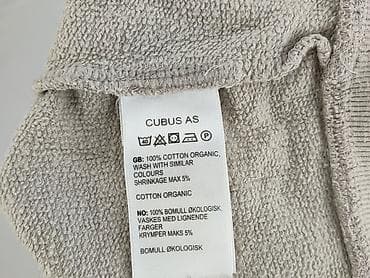 CUBUS AS
GB: 100% COTTON ORGANIC,
WASH WITH SIMILAR
COLOURS
SHRINKAGE MAX 5%
COTTON ORGANIC
NO: 100% BOMULL ØKOLOGISK,
VASKES MED LIGNENDE
FARGER
KRYMPER MAKS 5%
BOMULL ØKOLOGISK